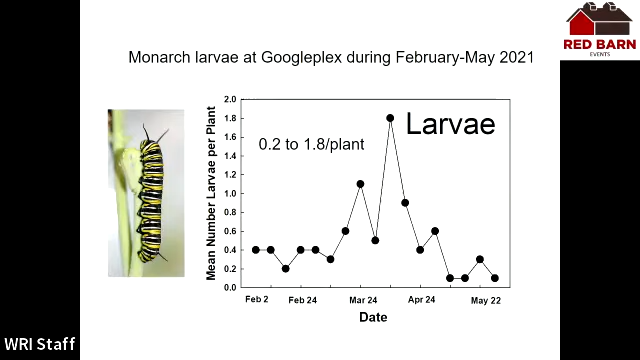 RED BARN
EVENTS
Monarch larvae at Googleplex during February-May 2021
Larvae
0.2 to 1.8/plant
Mean Number Larvae per Plant
2.0
1.8
1.6
1.4
1.2
1.0
0.8
0.6
0.4
0.2
0.0
Feb 2
Feb 24
Mar 24
Apr 24
May 22
Date
WRI Staff